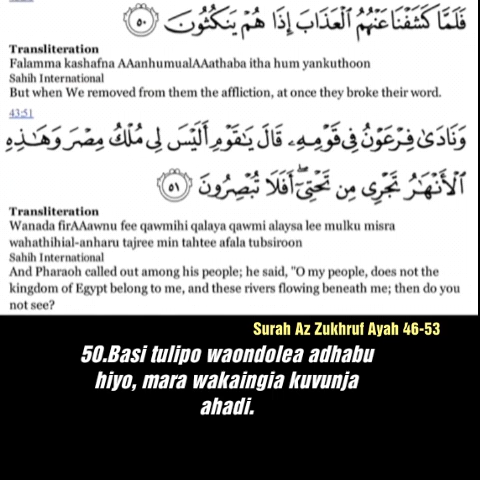 فَلَمَّا كَشَفْنَا عَنْهُمُ الْعَذَابَ إِذَا هُمْ يَنكُثُونَ ٥٠
Transliteration
Falamma kashafna AAanhumualAAathaba itha hum yankuthoon
Sahih International
But when We removed from them the affliction, at once they broke their word.
43:51
وَنَادَىٰ فِرْعَوْنُ فِي قَوْمِهِ قَالَ يَا قَوْمِ أَلَيْسَ لِي مُلْكُ مِصْرَ وَهَٰذِهِ
الْأَنْهَارُ تَجْرِي مِن تَحْتِي ۖ أَفَلَا تُبْصِرُونَ ٥١
Transliteration
Wanada firAAawnu fee qawmihi qalaya qawmi alaysa lee mulku misra
wahathihial-anharu tajree min tahtee afala tubsiroon
Sahih International
And Pharaoh called out among his people; he said, "O my people, does not the
kingdom of Egypt belong to me, and these rivers flowing beneath me; then do you
not see?
Surah Az Zukhruf Ayah 46-53
50.Basi tulipo waondolea adhabu
hiyo, mara wakaingia kuvunja
ahadi.